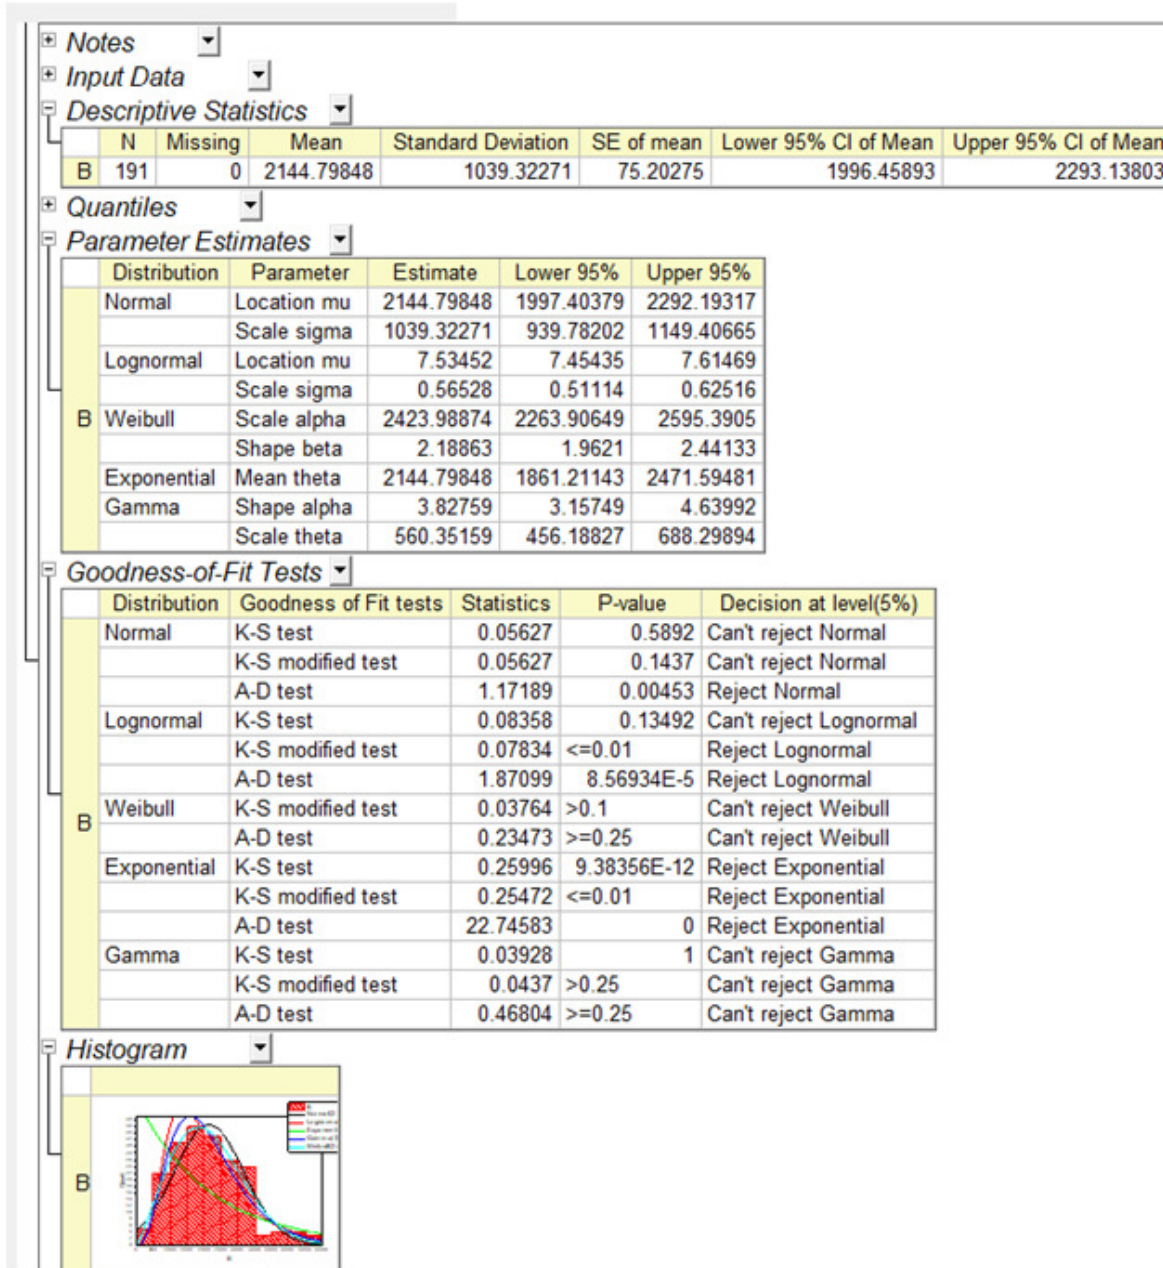 Notes
Input Data
Descriptive Statistics
N Missing Mean Standard Deviation SE of mean Lower 95% CI of Mean Upper 95% CI of Mean
B 191 0 2144.79848 1039.32271 75.20275 1996.45893 2293.13803
Quantiles
Parameter Estimates
Distribution Parameter Estimate Lower 95% Upper 95%
Normal Location mu 2144.79848 1997.40379 2292.19317
Scale sigma 1039.32271 939.78202 1149.40665
Lognormal Location mu 7.53452 7.45435 7.61469
Scale sigma 0.56528 0.51114 0.62516
B Weibull Scale alpha 2423.98874 2263.90649 2595.3905
Shape beta 2.18863 1.9621 2.44133
Exponential Mean theta 2144.79848 1861.21143 2471.59481
Gamma Shape alpha 3.82759 3.15749 4.63992
Scale theta 560.35159 456.18827 688.29894
Goodness-of-Fit Tests
Distribution Goodness of Fit tests Statistics P-value Decision at level(5%)
Normal K-S test 0.05627 0.5892 Can't reject Normal
K-S modified test 0.05627 0.1437 Can't reject Normal
A-D test 1.17189 0.00453 Reject Normal
Lognormal K-S test 0.08358 0.13492 Can't reject Lognormal
K-S modified test 0.07834 <=0.01 Reject Lognormal
A-D test 1.87099 8.56934E-5 Reject Lognormal
B Weibull K-S modified test 0.03764 >0.1 Can't reject Weibull
A-D test 0.23473 >=0.25 Can't reject Weibull
Exponential K-S test 0.25996 9.38356E-12 Reject Exponential
K-S modified test 0.25472 <=0.01 Reject Exponential
A-D test 22.74583 0 Reject Exponential
Gamma K-S test 0.03928 1 Can't reject Gamma
K-S modified test 0.0437 >0.25 Can't reject Gamma
A-D test 0.46804 >=0.25 Can't reject Gamma
Histogram
B